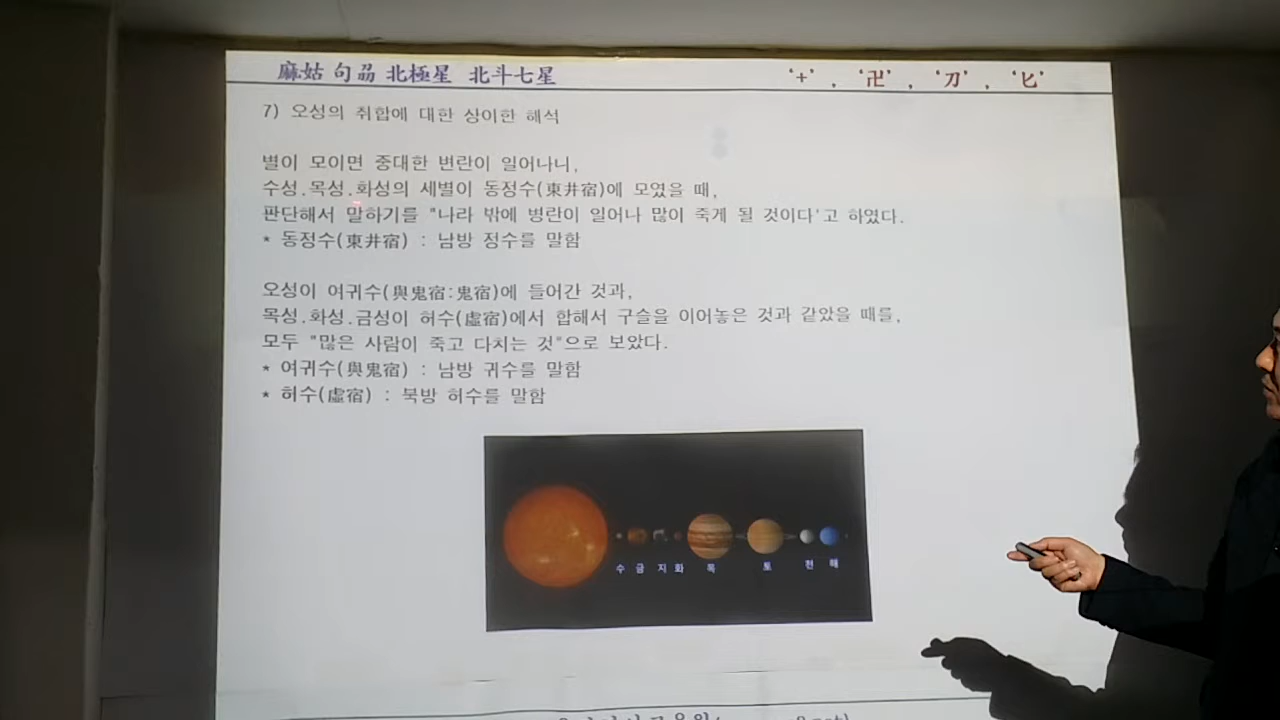 麻姑 句芻 北極星 北斗七星
'+', '卍', '刀', '匕'
7) 오성의 취합에 대한 상이한 해석
별이 모이면 중대한 변란이 일어나니,
수성.목성.화성의 세별이 동정수(東井宿)에 모였을 때,
판단해서 말하기를 "나라 밖에 병란이 일어나 많이 죽게 될 것이다'고 하였다.
* 동정수(東井宿) : 남방 정수를 말함
오성이 여귀수(與鬼宿:鬼宿)에 들어간 것과,
목성.화성.금성이 허수(虛宿)에서 합해서 구슬을 이어놓은 것과 같았을 때를,
모두 "많은 사람이 죽고 다치는 것"으로 보았다.
* 여귀수(與鬼宿) : 남방 귀수를 말함
* 허수(虛宿) : 북방 허수를 말함
수 금 지 화 목 토 천 해